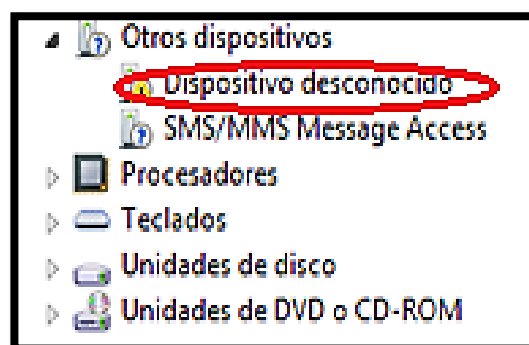 Otros dispositivos
Dispositivo desconocido
SMS/MMS Message Access
Procesadores
Teclados
Unidades de disco
Unidades de DVD o CD-ROM